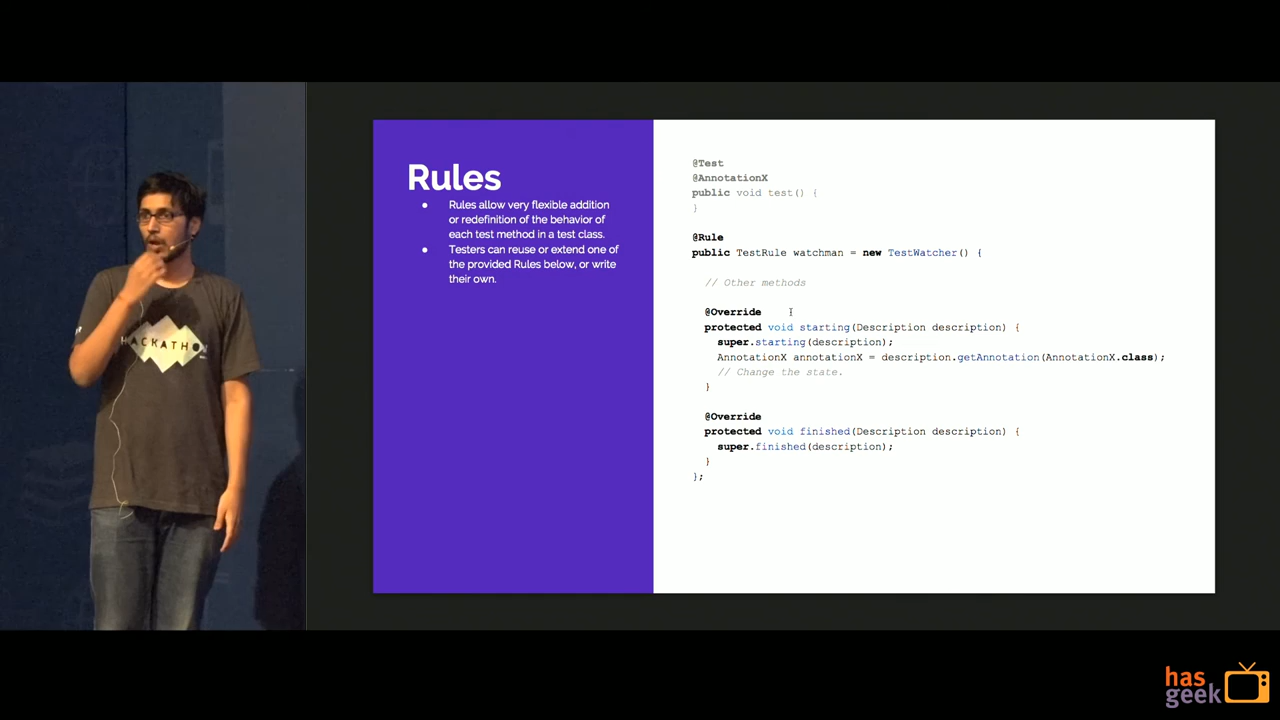 HACKATHON
Rules
● Rules allow very flexible addition
or redefinition of the behavior of
each test method in a test class.
● Testers can reuse or extend one of
the provided Rules below, or write
their own.
@Test
@AnnotationX
public void test() {
}
@Rule
public TestRule watchman = new TestWatcher() {
// Other methods
@Override
protected void starting(Description description) {
super.starting(description);
AnnotationX annotationX = description.getAnnotation(AnnotationX.class);
// Change the state.
}
@Override
protected void finished(Description description) {
super.finished(description);
}
};
has
geek